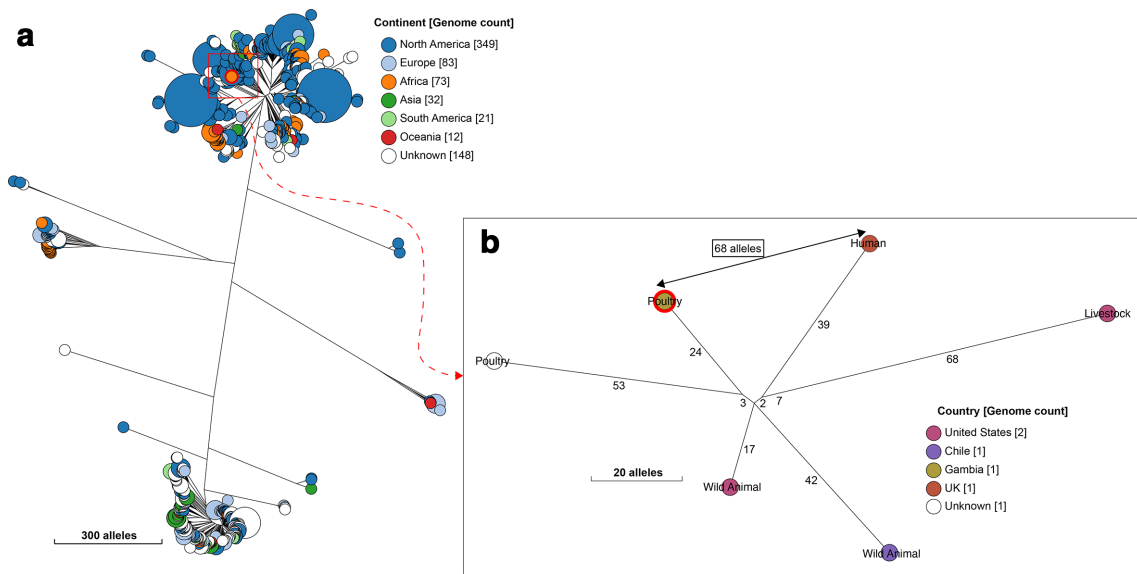 a
Continent [Genome count]
North America [349]
Europe [83]
Africa [73]
Asia [32]
South America [21]
Oceania [12]
Unknown [148]
300 alleles
b
68 alleles
Human
Poultry
Livestock
39
24
Poultry
68
53
3
2
7
17
42
20 alleles
Wild Animal
Wild Animal
Country [Genome count]
United States [2]
Chile [1]
Gambia [1]
UK [1]
Unknown [1]